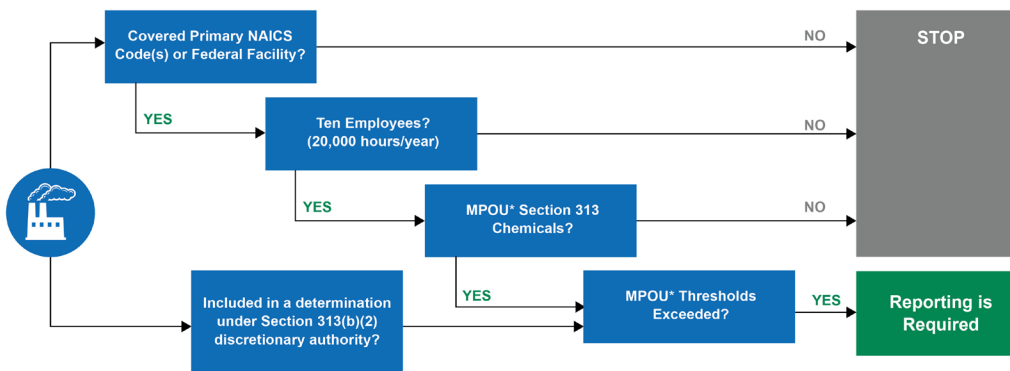 Covered Primary NAICS
Code(s) or Federal Facility?
NO
STOP
YES
Ten Employees?
(20,000 hours/year)
NO
YES
MPOU* Section 313
Chemicals?
NO
YES
Included in a determination
under Section 313(b)(2)
discretionary authority?
MPOU* Thresholds
Exceeded?
YES
Reporting is
Required